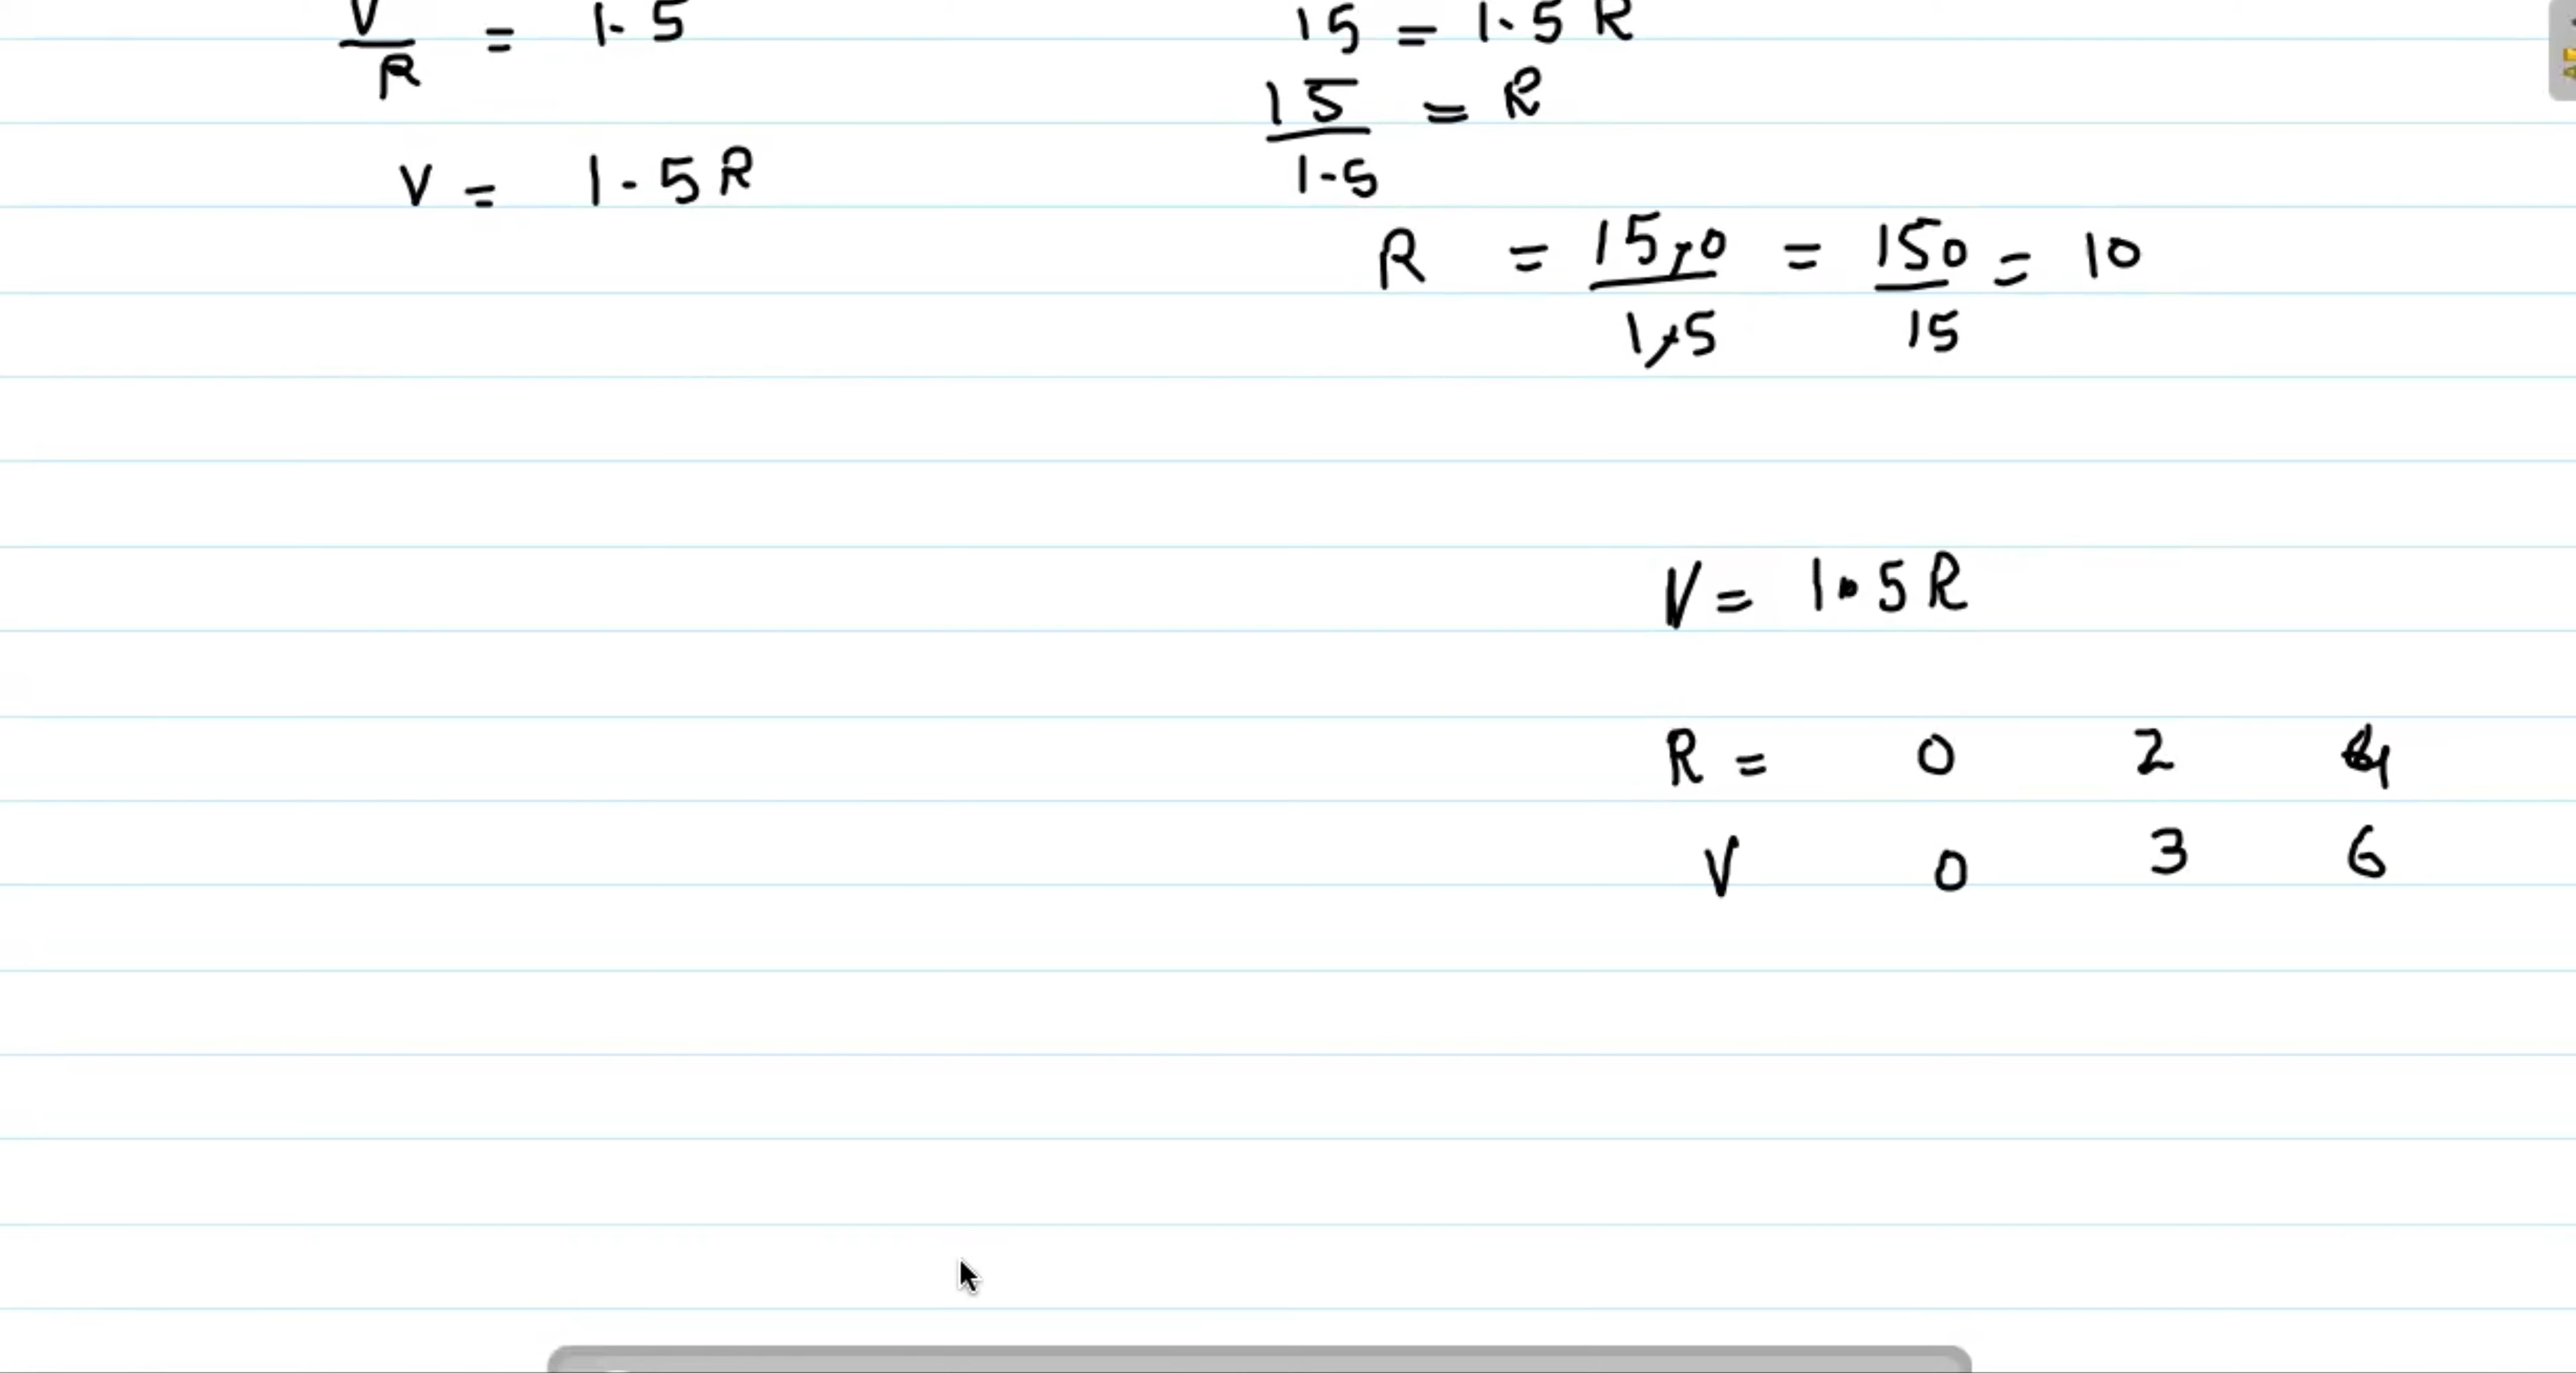 V/R = 1.5
V = 1.5R
15 = 1.5 R
15/1.5 = R
R = 15.0/1.5 = 150/15 = 10
V = 1.5R
R = 0 2 4
V 0 3 6